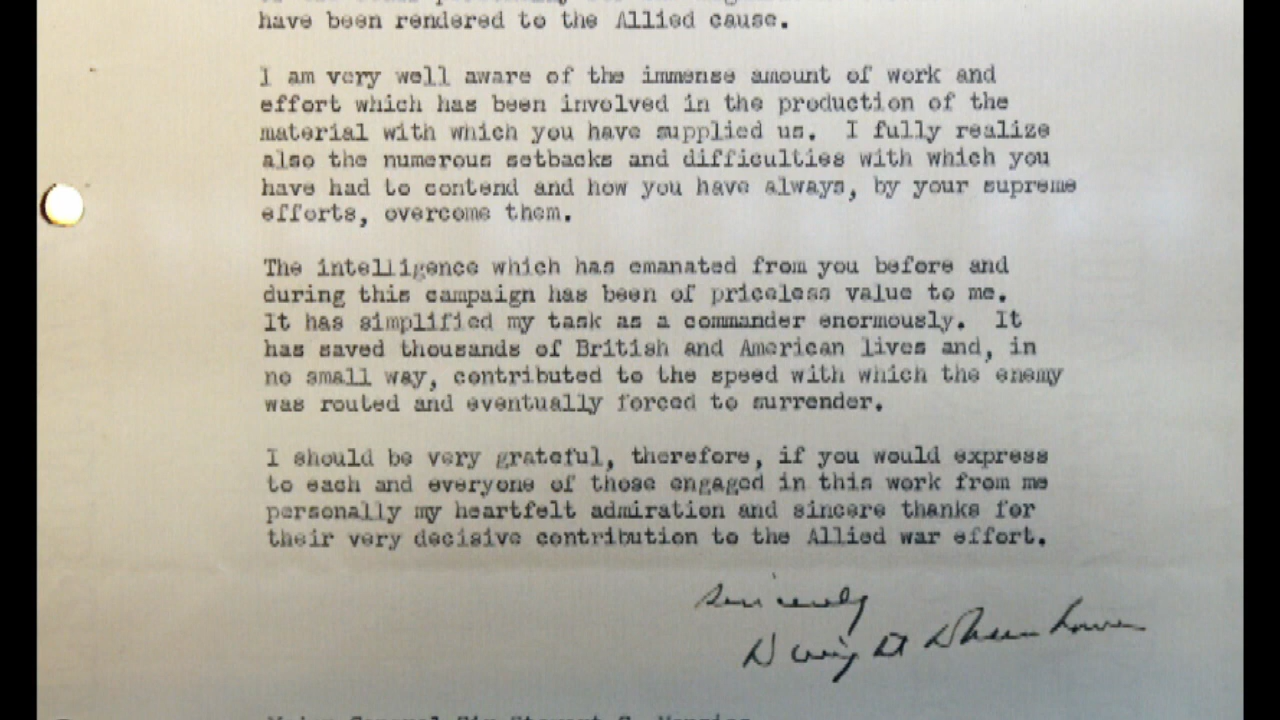 have been rendered to the Allied cause.
I am very well aware of the immense amount of work and
effort which has been involved in the production of the
material with which you have supplied us. I fully realize
also the numerous setbacks and difficulties with which you
have had to contend and how you have always, by your supreme
efforts, overcome them.
The intelligence which has emanated from you before and
during this campaign has been of priceless value to me.
It has simplified my task as a commander enormously. It
has saved thousands of British and American lives and, in
no small way, contributed to the speed with which the enemy
was routed and eventually forced to surrender.
I should be very grateful, therefore, if you would express
to each and everyone of those engaged in this work from me
personally my heartfelt admiration and sincere thanks for
their very decisive contribution to the Allied war effort.
Sincerely
Dwight D Eisenhower